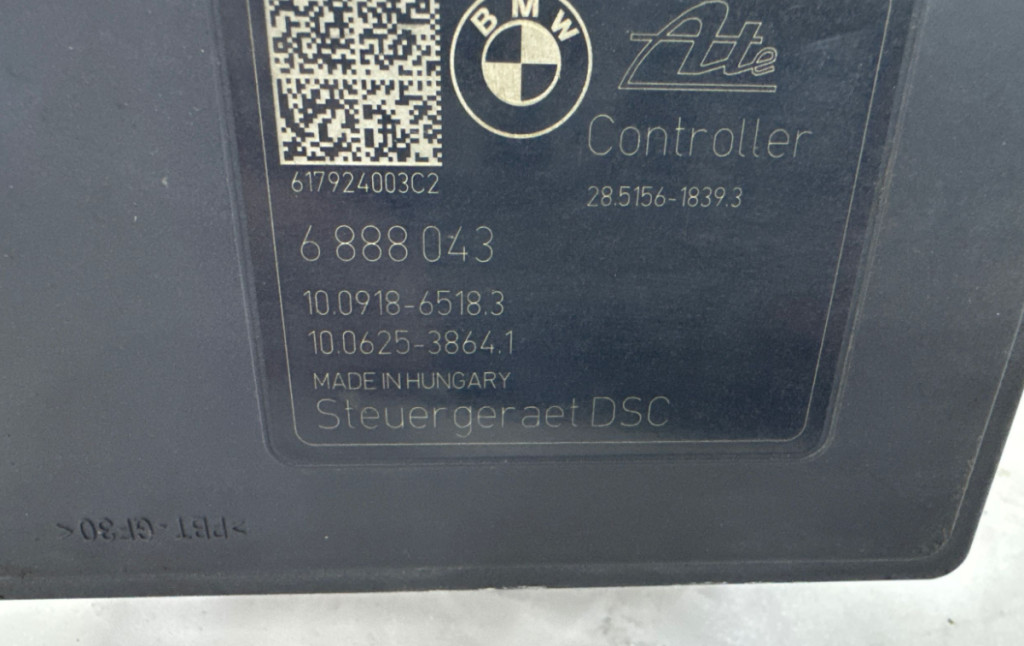 BMW
Ate
Controller
617924003C2
28.5156-1839.3
6 888 043
10.0918-6518.3
10.0625-3864.1
MADE IN HUNGARY
Steuergeraet DSC
>PBT-GF30<